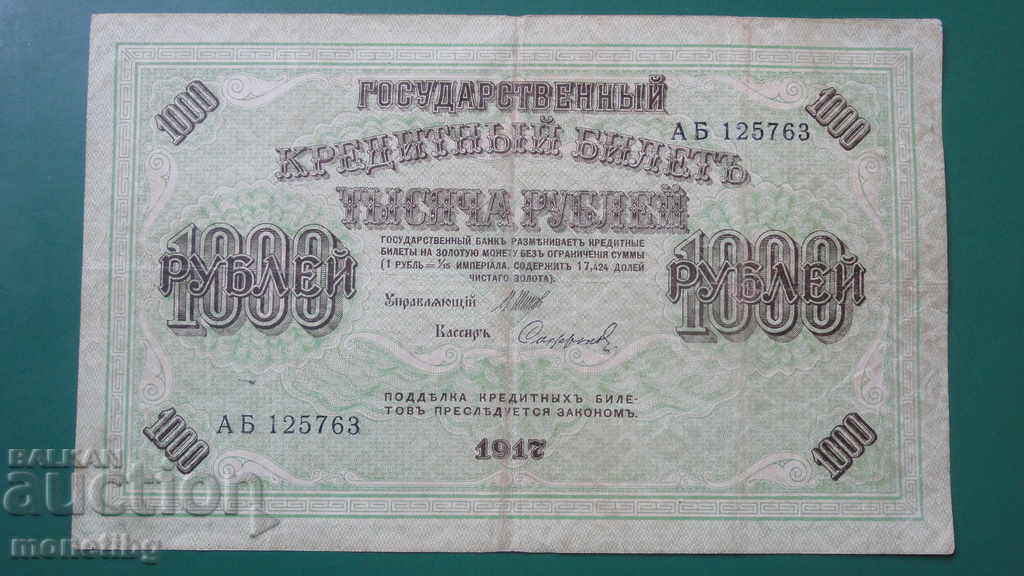 1000
1000
ГОСУДАРСТВЕННЫЙ
АБ 125763
КРЕДИТНЫЙ БИЛЕТЪ
ТЫСЯЧА РУБЛЕЙ
1000
РУБЛЕЙ
ГОСУДАРСТВЕННЫЙ БАНКЪ РАЗМѢНИВАЕТЪ КРЕДИТНЫЕ
БИЛЕТЫ НА ЗОЛОТУЮ МОНЕТУ БЕЗЪ ОГРАНИЧЕНІЯ СУММЫ
(1 РУБЛЬ = 1/15 ИМПЕРІАЛА, СОДЕРЖИТЪ 17,424 ДОЛЕЙ
ЧИСТАГО ЗОЛОТА).
1000
РУБЛЕЙ
Управляющій
Кассиръ
ПОДДѢЛКА КРЕДИТНЫХЪ БИЛЕ-
ТОВЪ ПРЕСЛѢДУЕТСЯ ЗАКОНОМЪ.
АБ 125763
1917
1000
1000
BALKAN
auction
monetibg